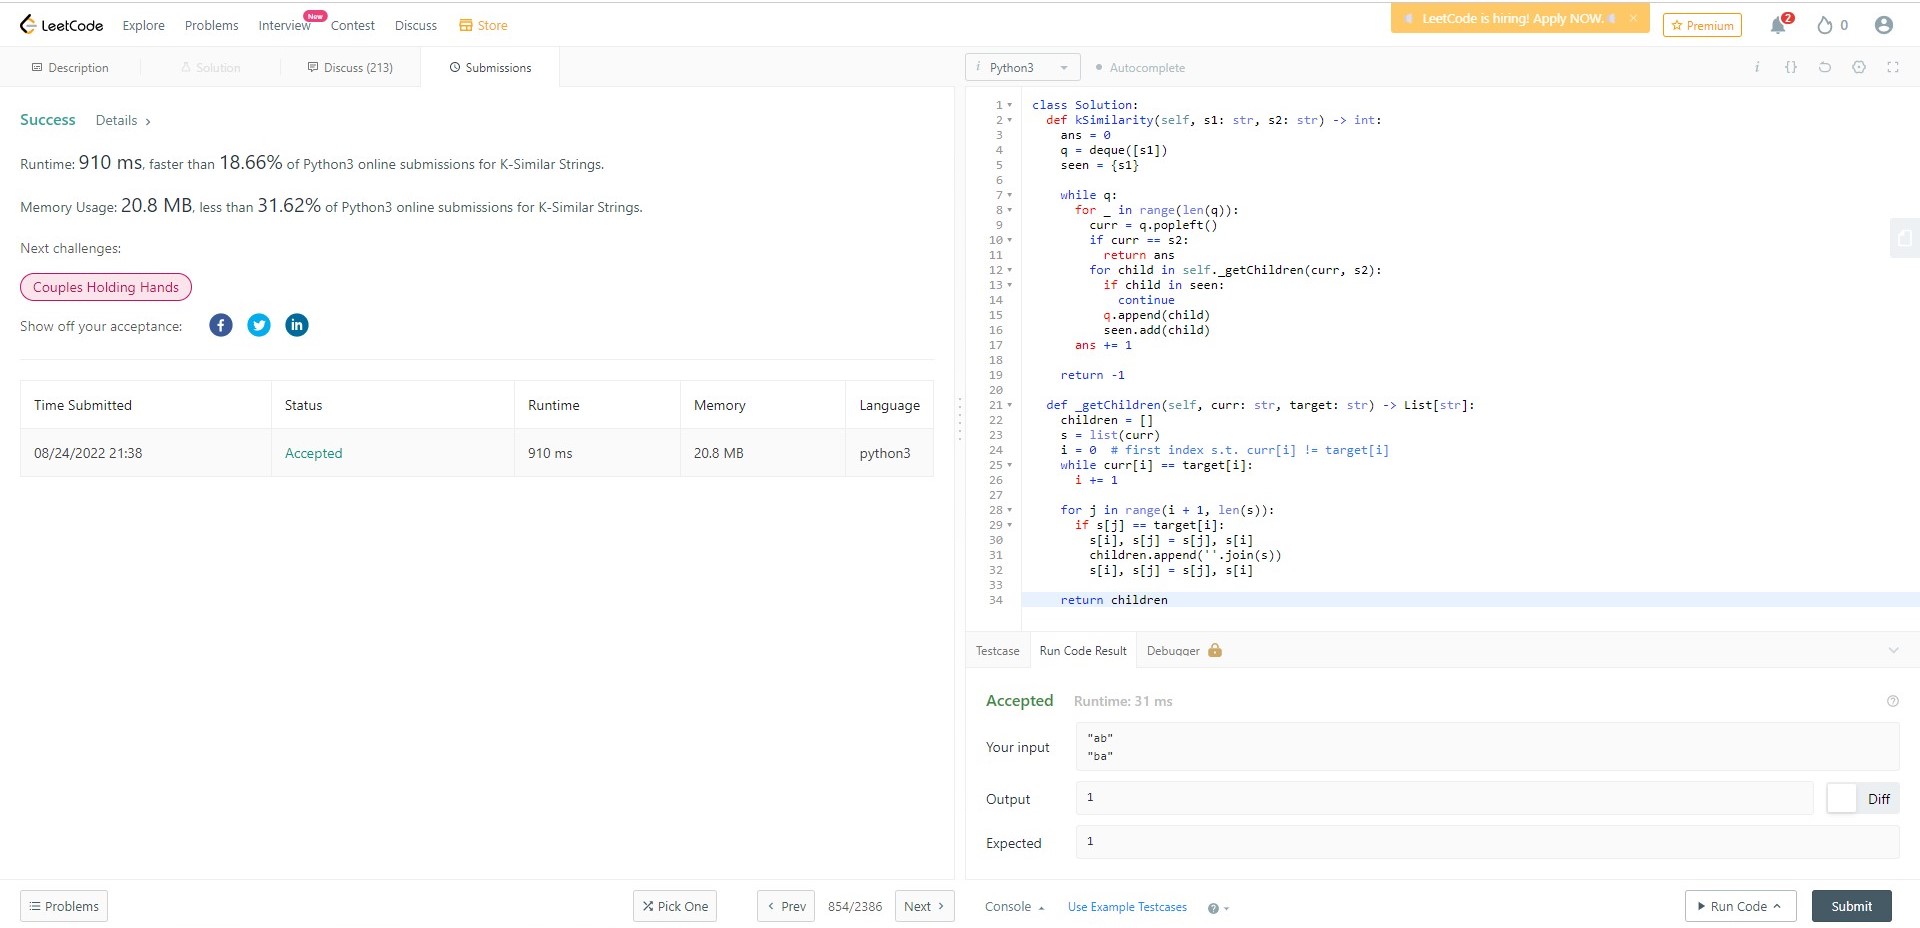 LeetCode Explore Problems Interview New Contest Discuss Store LeetCode is hiring! Apply NOW. × Premium 2 0
Description Solution Discuss (213) Submissions
Success Details >
Runtime: 910 ms, faster than 18.66% of Python3 online submissions for K-Similar Strings.
Memory Usage: 20.8 MB, less than 31.62% of Python3 online submissions for K-Similar Strings.
Next challenges:
Couples Holding Hands
Show off your acceptance:
Time Submitted Status Runtime Memory Language
08/24/2022 21:38 Accepted 910 ms 20.8 MB python3
Problems Pick One < Prev 854/2386 Next >
i Python3 Autocomplete i {}
1 class Solution:
2 def kSimilarity(self, s1: str, s2: str) -> int:
3 ans = 0
4 q = deque([s1])
5 seen = {s1}
6
7 while q:
8 for _ in range(len(q)):
9 curr = q.popleft()
10 if curr == s2:
11 return ans
12 for child in self._getChildren(curr, s2):
13 if child in seen:
14 continue
15 q.append(child)
16 seen.add(child)
17 ans += 1
18
19 return -1
20
21 def _getChildren(self, curr: str, target: str) -> List[str]:
22 children = []
23 s = list(curr)
24 i = 0 # first index s.t. curr[i] != target[i]
25 while curr[i] == target[i]:
26 i += 1
27
28 for j in range(i + 1, len(s)):
29 if s[j] == target[i]:
30 s[i], s[j] = s[j], s[i]
31 children.append(''.join(s))
32 s[i], s[j] = s[j], s[i]
33
34 return children
Testcase Run Code Result Debugger
Accepted Runtime: 31 ms
Your input "ab"
"ba"
Output 1 Diff
Expected 1
Console Use Example Testcases Run Code Submit